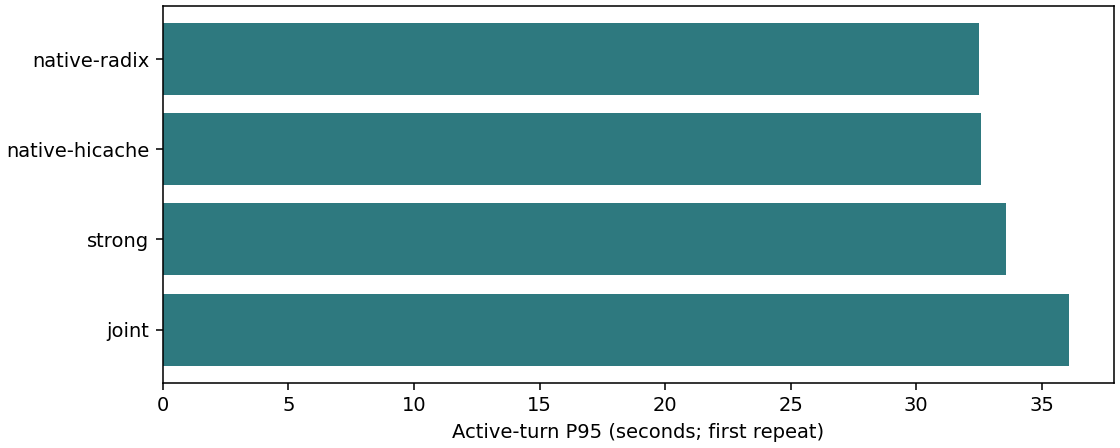 native-radix
native-hicache
strong
joint
0 5 10 15 20 25 30 35
Active-turn P95 (seconds; first repeat)